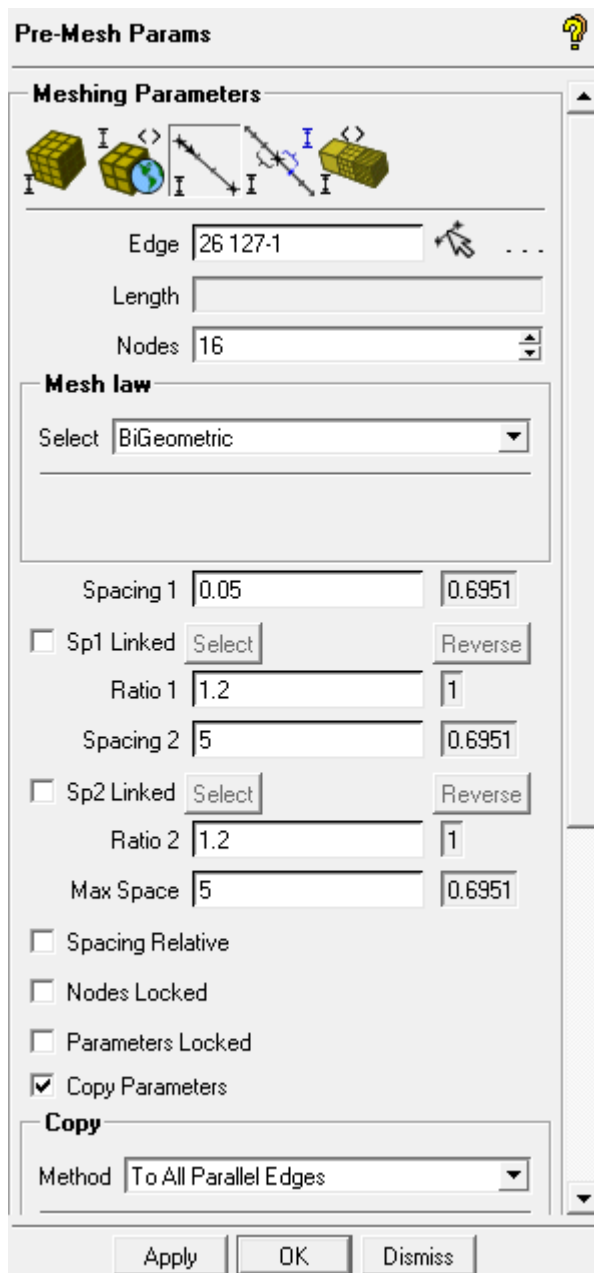 Pre-Mesh Params
Meshing Parameters
Edge 26 127-1 . . .
Length
Nodes 16
Mesh law
Select BiGeometric
Spacing 1 0.05 0.6951
Sp1 Linked Select Reverse
Ratio 1 1.2 1
Spacing 2 5 0.6951
Sp2 Linked Select Reverse
Ratio 2 1.2 1
Max Space 5 0.6951
Spacing Relative
Nodes Locked
Parameters Locked
Copy Parameters
Copy
Method To All Parallel Edges
Apply OK Dismiss